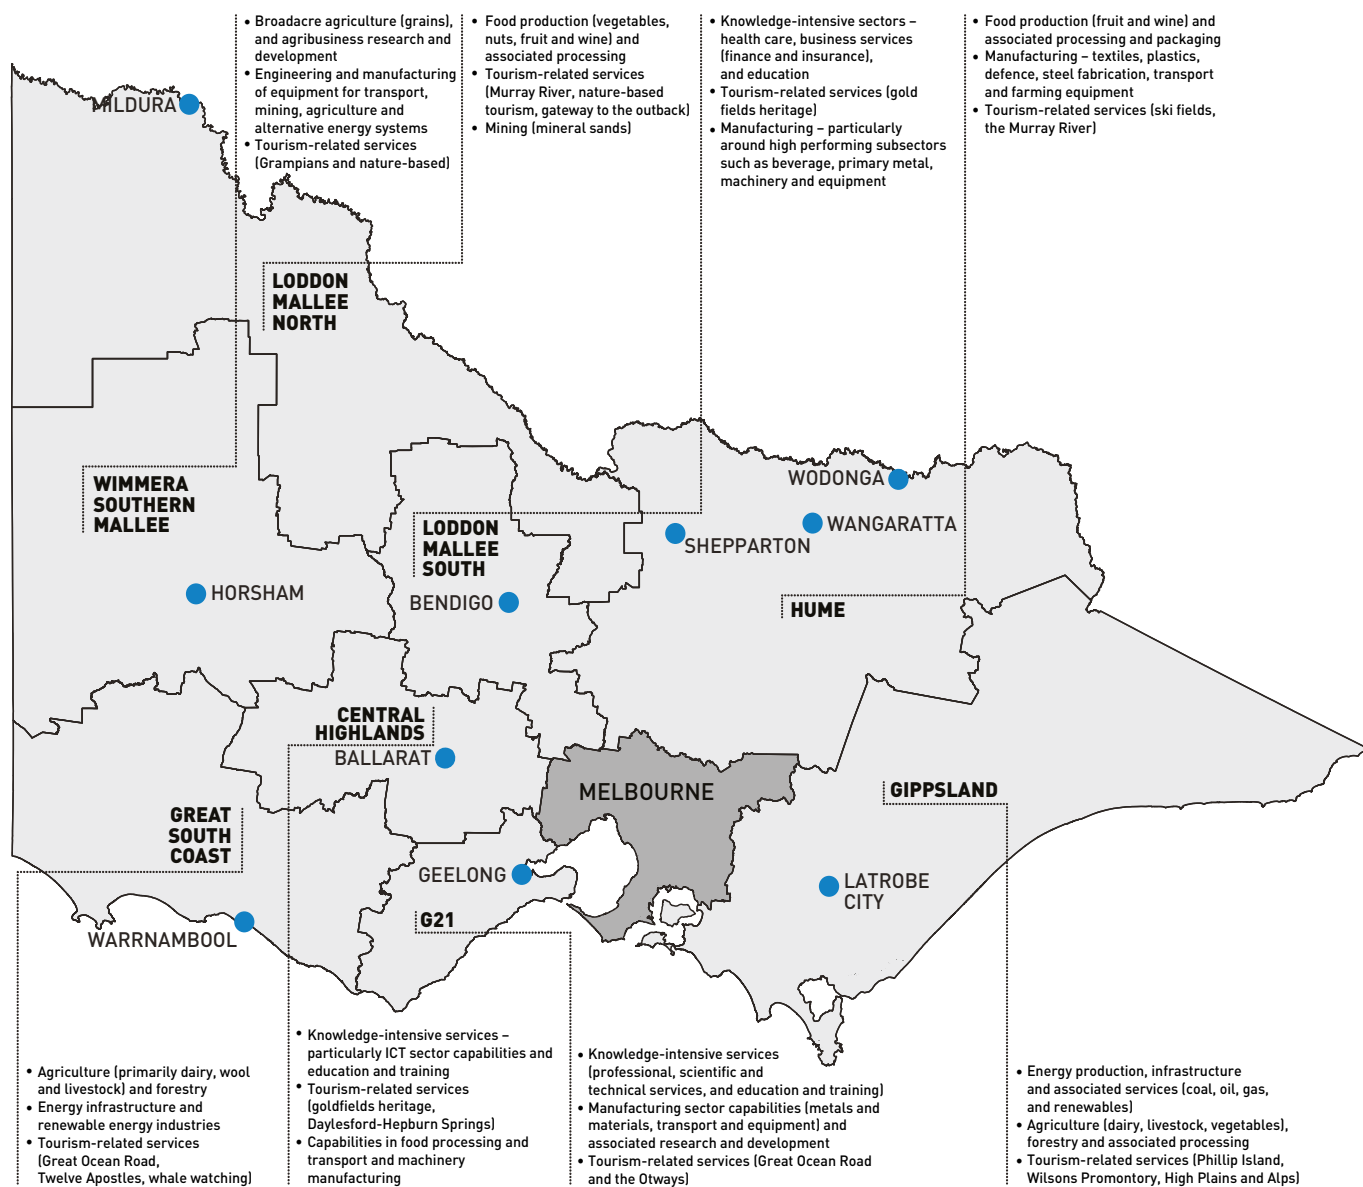 • Broadacre agriculture (grains),
and agribusiness research and
development
• Engineering and manufacturing
of equipment for transport,
mining, agriculture and
alternative energy systems
• Tourism-related services
(Grampians and nature-based)
• Food production (vegetables,
nuts, fruit and wine) and
associated processing
• Tourism-related services
(Murray River, nature-based
tourism, gateway to the outback)
• Mining (mineral sands)
• Knowledge-intensive sectors –
health care, business services
(finance and insurance),
and education
• Tourism-related services (gold
fields heritage)
• Manufacturing – particularly
around high performing subsectors
such as beverage, primary metal,
machinery and equipment
• Food production (fruit and wine) and
associated processing and packaging
• Manufacturing – textiles, plastics,
defence, steel fabrication, transport
and farming equipment
• Tourism-related services (ski fields,
the Murray River)
MILDURA
LODDON
MALLEE
NORTH
WIMMERA
SOUTHERN
MALLEE
LODDON
MALLEE
SOUTH
WODONGA
WANGARATTA
SHEPPARTON
HORSHAM
BENDIGO
HUME
CENTRAL
HIGHLANDS
BALLARAT
MELBOURNE
GIPPSLAND
GREAT
SOUTH
COAST
GEELONG
LATROBE
CITY
G21
WARRNAMBOOL
• Agriculture (primarily dairy, wool
and livestock) and forestry
• Energy infrastructure and
renewable energy industries
• Tourism-related services
(Great Ocean Road,
Twelve Apostles, whale watching)
• Knowledge-intensive services –
particularly ICT sector capabilities and
education and training
• Tourism-related services
(goldfields heritage,
Daylesford-Hepburn Springs)
• Capabilities in food processing and
transport and machinery
manufacturing
• Knowledge-intensive services
(professional, scientific and
technical services, and education and training)
• Manufacturing sector capabilities (metals and
materials, transport and equipment) and
associated research and development
• Tourism-related services (Great Ocean Road
and the Otways)
• Energy production, infrastructure
and associated services (coal, oil, gas,
and renewables)
• Agriculture (dairy, livestock, vegetables),
forestry and associated processing
• Tourism-related services (Phillip Island,
Wilsons Promontory, High Plains and Alps)